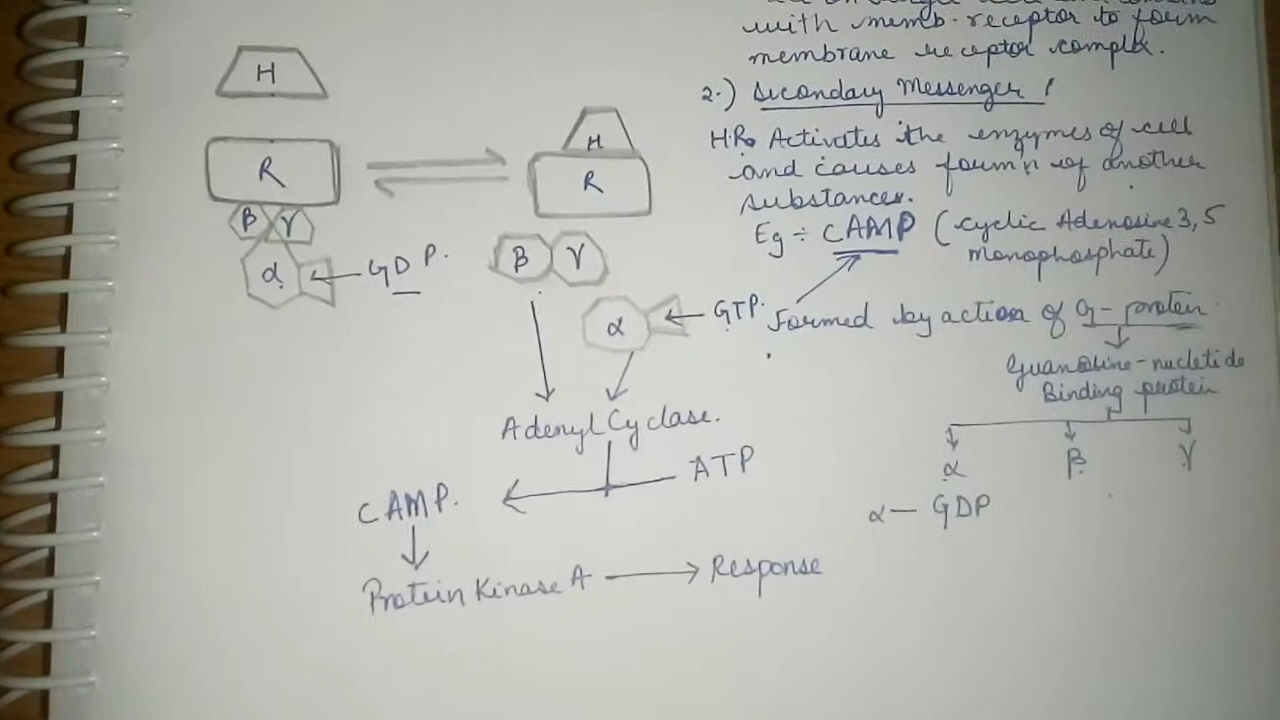 with memb. receptor to form
membrane receptor complex.
2.) Secondary Messenger
H.R. Activates the enzymes of cell
and causes form'n of another
substances.
Eg ÷ CAMP (cyclic Adenosine 3, 5
monophosphate)
Formed by action of G-protein
Guanosine-nucletide
Binding protein
α β γ
α — GDP
H
R
β γ
α
GDP.
H
R
β γ
α
GTP.
Adenyl Cyclase.
ATP
CAMP.
Protein Kinase A
Response